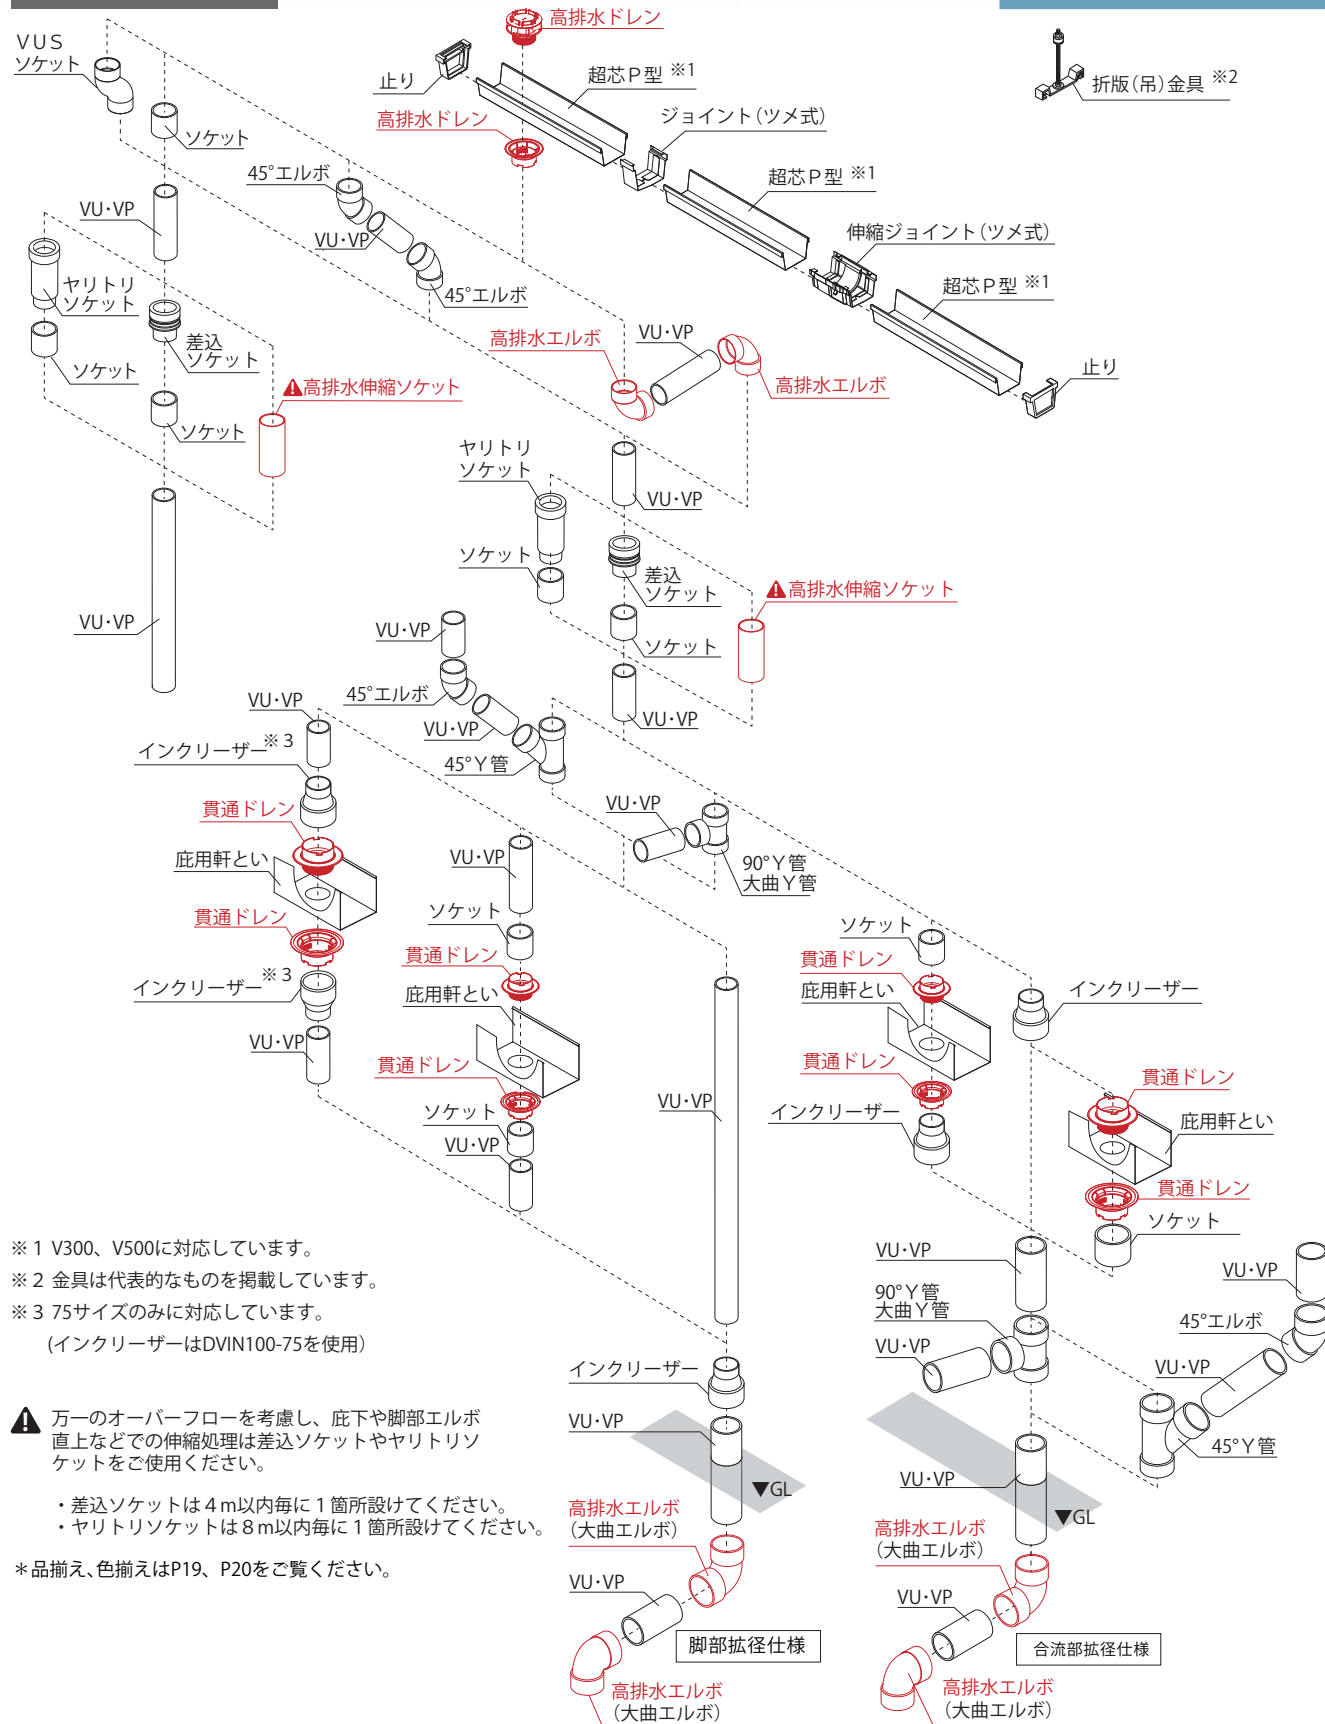 高排水ドレン
VUS
ソケット
止り
超芯P型 ※1
折版(吊)金具 ※2
高排水ドレン
ジョイント(ツメ式)
ソケット
45°エルボ
超芯P型 ※1
VU・VP
VU・VP
伸縮ジョイント(ツメ式)
ヤリトリ
ソケット
45°エルボ
超芯P型 ※1
差込
ソケット
高排水エルボ
VU・VP
ソケット
止り
高排水エルボ
⚠高排水伸縮ソケット
ソケット
ヤリトリ
ソケット
VU・VP
ソケット
差込
ソケット
⚠高排水伸縮ソケット
VU・VP
VU・VP
ソケット
45°エルボ
VU・VP
VU・VP
VU・VP
インクリーザー※3
45°Y管
貫通ドレン
VU・VP
庇用軒とい
VU・VP
90°Y管
大曲Y管
貫通ドレン
ソケット
ソケット
貫通ドレン
貫通ドレン
インクリーザー※3
庇用軒とい
庇用軒とい
インクリーザー
VU・VP
貫通ドレン
貫通ドレン
貫通ドレン
VU・VP
ソケット
インクリーザー
庇用軒とい
VU・VP
貫通ドレン
ソケット
※1 V300、V500に対応しています。
※2 金具は代表的なものを掲載しています。
※3 75サイズのみに対応しています。
(インクリーザーはDVIN100-75を使用)
VU・VP
VU・VP
90°Y管
大曲Y管
45°エルボ
VU・VP
VU・VP
インクリーザー
VU・VP
45°Y管
VU・VP
▼GL
▼GL
⚠ 万一のオーバーフローを考慮し、庇下や脚部エルボ
直上などでの伸縮処理は差込ソケットやヤリトリソ
ケットをご使用ください。
・差込ソケットは4m以内毎に1箇所設けてください。
・ヤリトリソケットは8m以内毎に1箇所設けてください。
＊品揃え、色揃えはP19、P20をご覧ください。
高排水エルボ
(大曲エルボ)
高排水エルボ
(大曲エルボ)
VU・VP
VU・VP
脚部拡径仕様
合流部拡径仕様
高排水エルボ
(大曲エルボ)
高排水エルボ
(大曲エルボ)